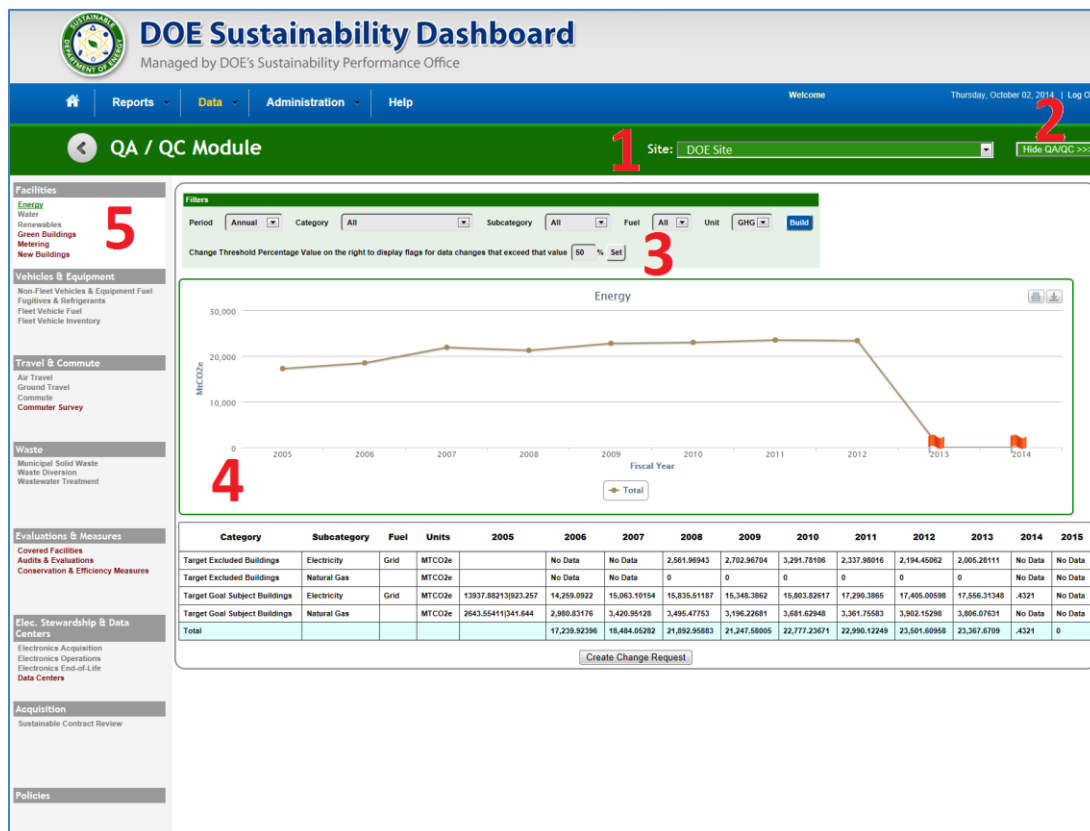 SUSTAINABLE
DEPARTMENT OF ENERGY
DOE Sustainability Dashboard
Managed by DOE's Sustainability Performance Office
Reports Data Administration Help Welcome Thursday, October 02, 2014 | Log O
QA / QC Module 1 Site: DOE Site 2 Hide QA/QC >>>
Facilities
Energy
Water
Renewables
Green Buildings
Metering
New Buildings
5
Vehicles & Equipment
Non-Fleet Vehicles & Equipment Fuel
Fugitives & Refrigerants
Fleet Vehicle Fuel
Fleet Vehicle Inventory
Travel & Commute
Air Travel
Ground Travel
Commute
Commuter Survey
Waste
Municipal Solid Waste
Waste Diversion
Wastewater Treatment
Evaluations & Measures
Covered Facilities
Audits & Evaluations
Conservation & Efficiency Measures
Elec. Stewardship & Data
Centers
Electronics Acquisition
Electronics Operations
Electronics End-of-Life
Data Centers
Acquisition
Sustainable Contract Review
Policies
Filters
Period Annual Category All Subcategory All Fuel All Unit GHG Build
Change Threshold Percentage Value on the right to display flags for data changes that exceed that value 50 % Set
3
Energy
MtCO2e
30,000
20,000
10,000
0
2005 2006 2007 2008 2009 2010 2011 2012 2013 2014
Fiscal Year
4
Total
Category Subcategory Fuel Units 2005 2006 2007 2008 2009 2010 2011 2012 2013 2014 2015
Target Excluded Buildings Electricity Grid MTCO2e No Data No Data 2,561.96943 2,702.96704 3,291.78106 2,337.98016 2,194.45062 2,005.28111 No Data No Data
Target Excluded Buildings Natural Gas MTCO2e No Data No Data 0 0 0 0 0 0 No Data No Data
Target Goal Subject Buildings Electricity Grid MTCO2e 13937.88213|923.257 14,259.0922 15,063.10154 15,835.51187 15,348.3862 15,803.82617 17,290.3865 17,405.00598 17,556.31348 .4321 No Data
Target Goal Subject Buildings Natural Gas MTCO2e 2643.55411|341.644 2,980.83176 3,420.95128 3,495.47753 3,196.22681 3,681.62948 3,361.75583 3,902.15298 3,806.07631 No Data No Data
Total 17,239.92396 18,484.05282 21,892.95883 21,247.58005 22,777.23671 22,990.12249 23,501.60958 23,367.6709 .4321 0
Create Change Request